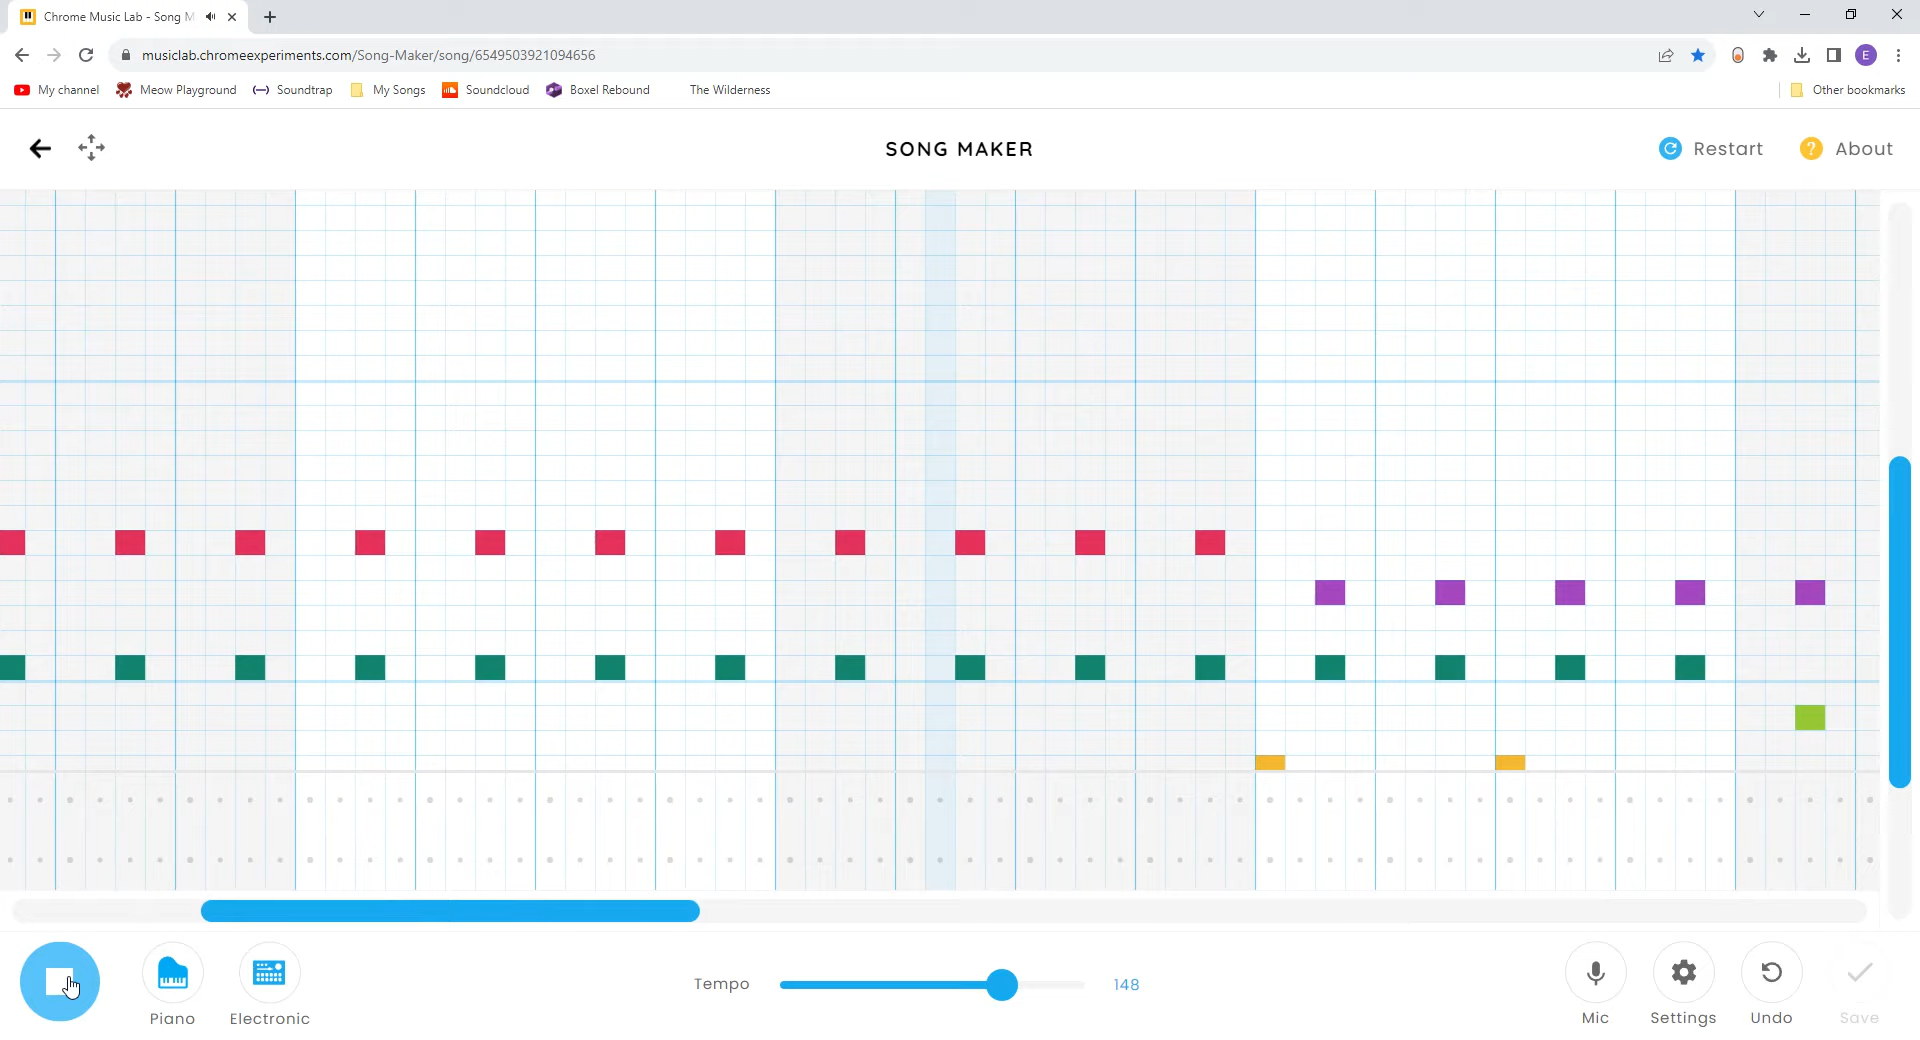 Chrome Music Lab - Song M
musiclab.chromeexperiments.com/Song-Maker/song/6549503921094656
E
My channel Meow Playground Soundtrap My Songs Soundcloud Boxel Rebound The Wilderness Other bookmarks
SONG MAKER
Restart ? About
Tempo 148
Piano Electronic Mic Settings Undo Save